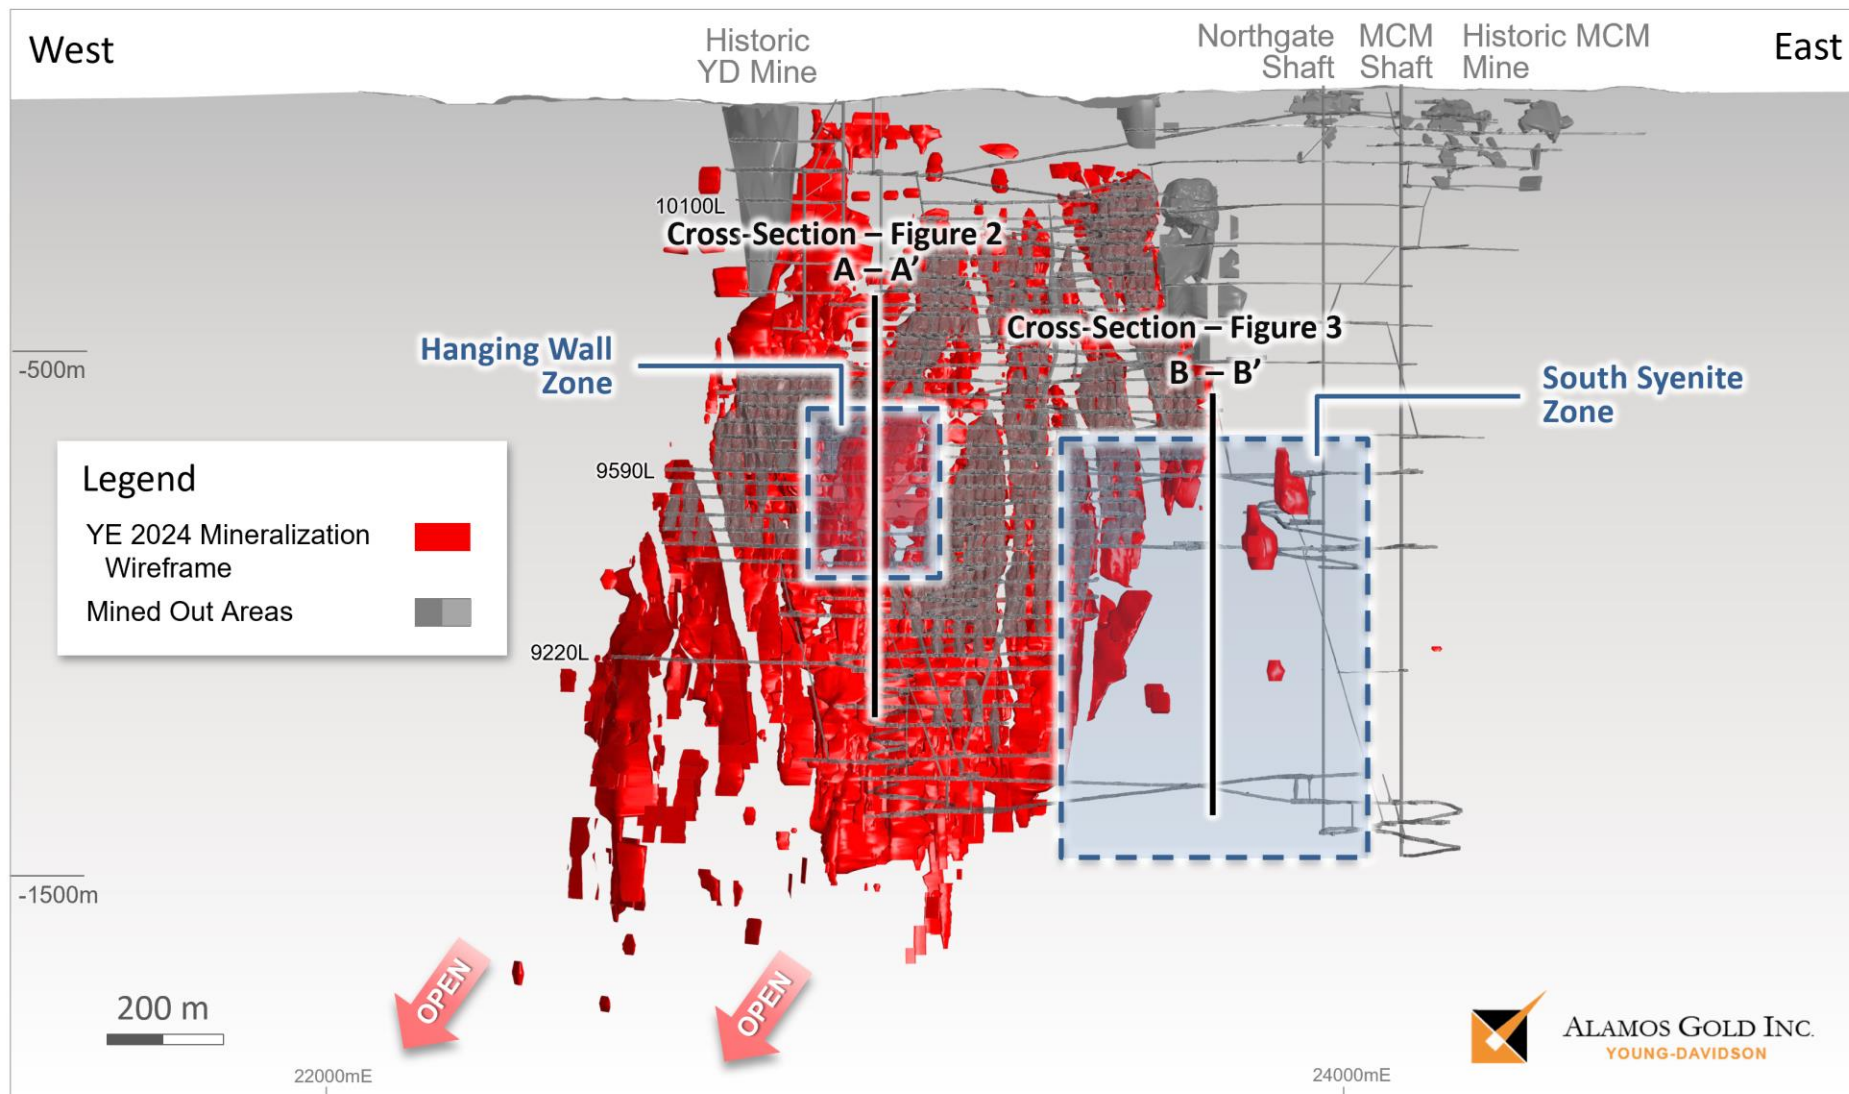 West
Historic
YD Mine
Northgate
Shaft
MCM
Shaft
Historic MCM
Mine
East
10100L
Cross-Section – Figure 2
A – A’
Cross-Section – Figure 3
B – B’
Hanging Wall
Zone
-500m
South Syenite
Zone
Legend
YE 2024 Mineralization
Wireframe
Mined Out Areas
9590L
9220L
-1500m
OPEN
OPEN
200 m
ALAMOS GOLD INC.
YOUNG-DAVIDSON
22000mE
24000mE